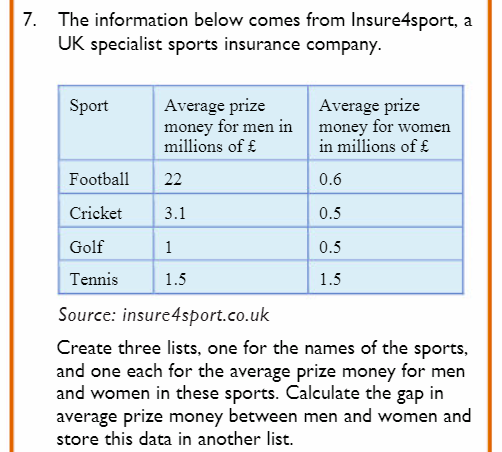 7. The information below comes from Insure4sport, a
UK specialist sports insurance company.
Sport Average prize money for men in millions of £ Average prize money for women in millions of £
Football 22 0.6
Cricket 3.1 0.5
Golf 1 0.5
Tennis 1.5 1.5
Source: insure4sport.co.uk
Create three lists, one for the names of the sports,
and one each for the average prize money for men
and women in these sports. Calculate the gap in
average prize money between men and women and
store this data in another list.